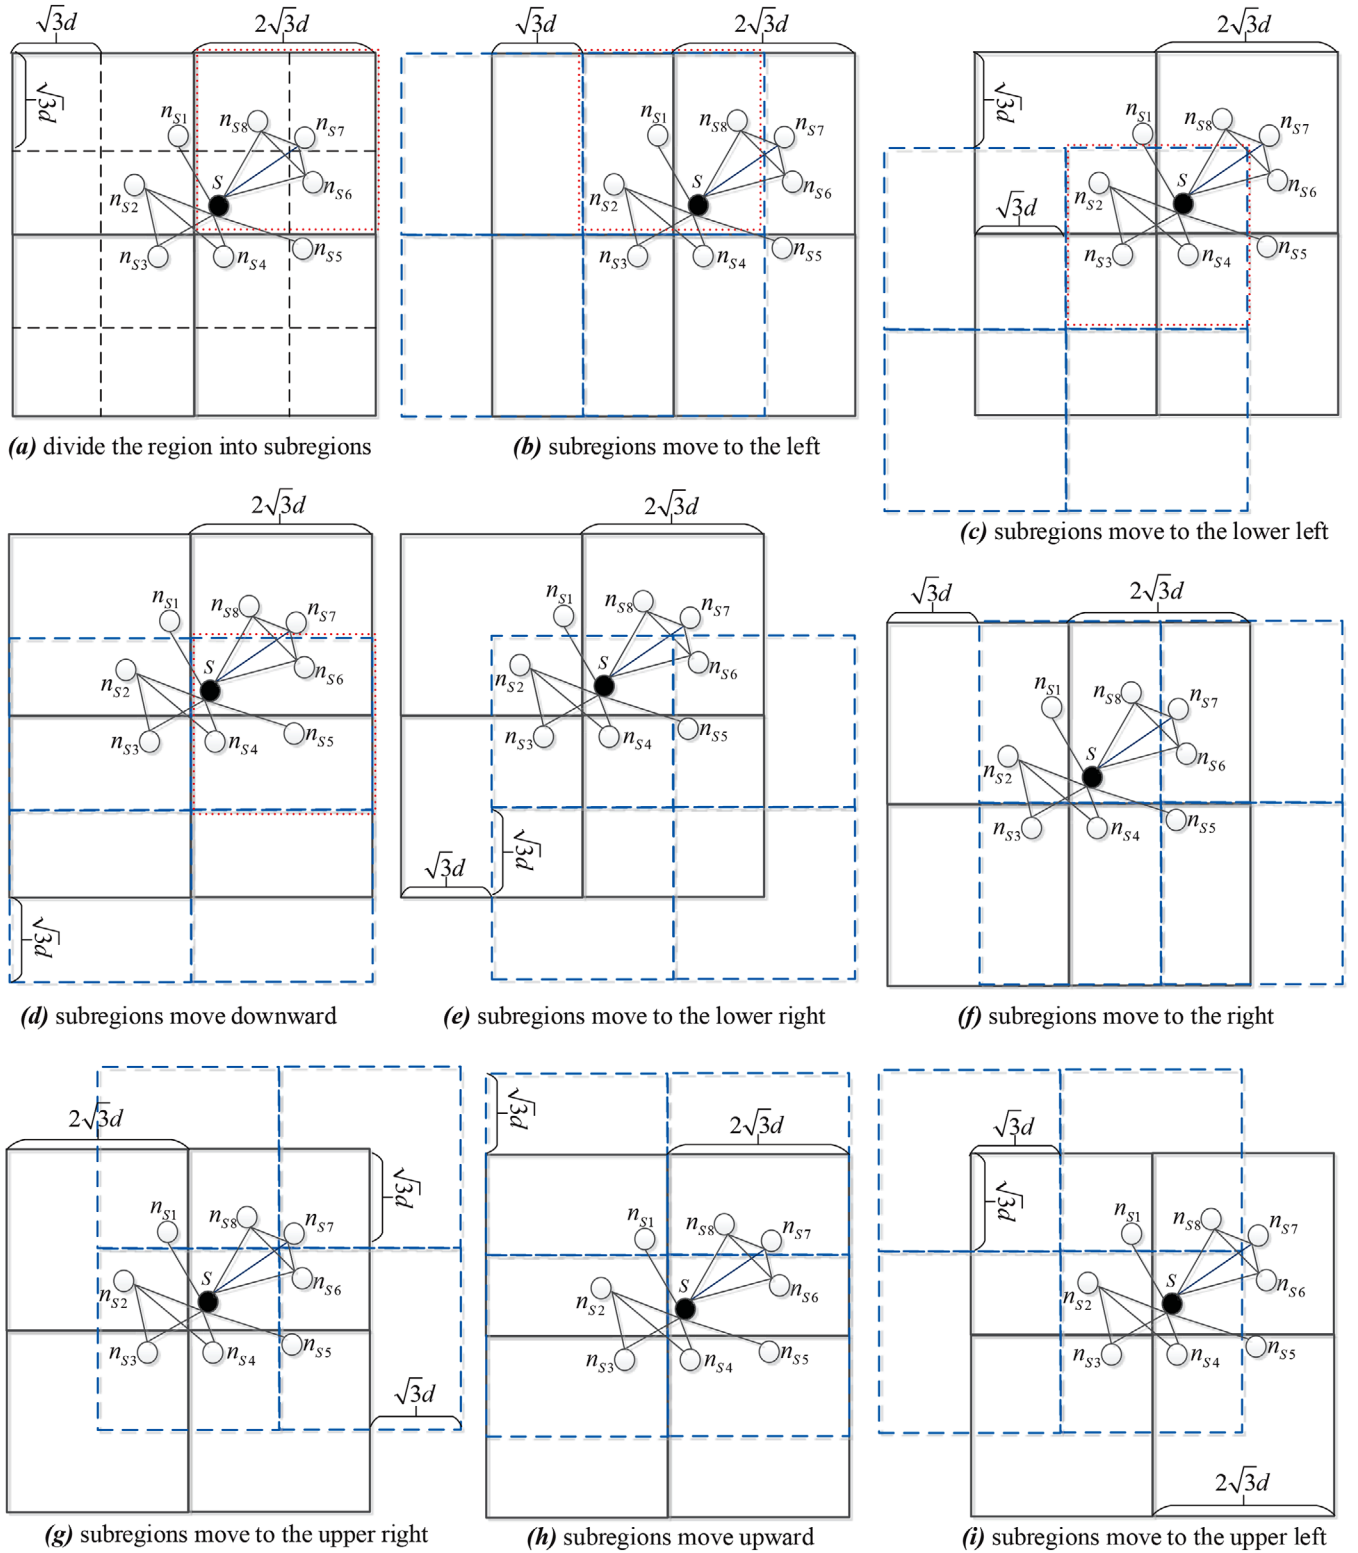 √3d
2√3d
√3d
n_S1
n_S8
n_S7
n_S2
S
n_S6
n_S3
n_S4
n_S5
(a) divide the region into subregions
√3d
2√3d
n_S1
n_S8
n_S7
n_S2
S
n_S6
n_S3
n_S4
n_S5
(b) subregions move to the left
2√3d
√3d
n_S1
n_S8
n_S7
n_S2
S
n_S6
√3d
n_S3
n_S4
n_S5
(c) subregions move to the lower left
2√3d
n_S1
n_S8
n_S7
n_S2
S
n_S6
n_S3
n_S4
n_S5
√3d
(d) subregions move downward
2√3d
n_S1
n_S8
n_S7
n_S2
S
n_S6
n_S3
n_S4
n_S5
√3d
√3d
(e) subregions move to the lower right
√3d
2√3d
n_S1
n_S8
n_S7
n_S2
S
n_S6
n_S3
n_S4
n_S5
(f) subregions move to the right
2√3d
√3d
n_S1
n_S8
n_S7
n_S2
S
n_S6
n_S3
n_S4
n_S5
√3d
(g) subregions move to the upper right
√3d
2√3d
n_S1
n_S8
n_S7
n_S2
S
n_S6
n_S3
n_S4
n_S5
(h) subregions move upward
√3d
√3d
n_S1
n_S8
n_S7
n_S2
S
n_S6
n_S3
n_S4
n_S5
2√3d
(i) subregions move to the upper left